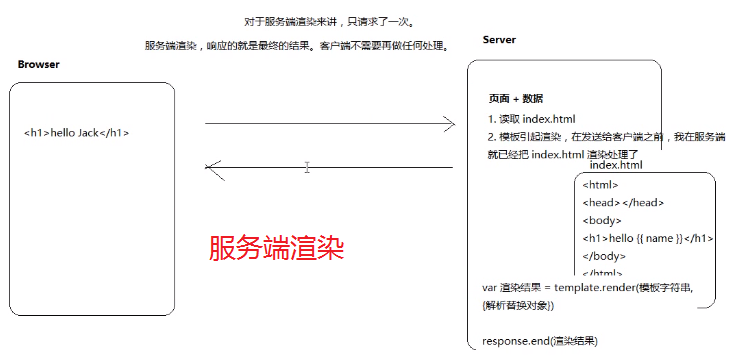 对于服务端渲染来讲，只请求了一次。
服务端渲染，响应的就是最终的结果。客户端不需要再做任何处理。
Server
Browser
页面 + 数据
1. 读取 index.html
2. 模板引起渲染，在发送给客户端之前，我在服务端
就已经把 index.html 渲染处理了
<h1>hello Jack</h1>
index.html
<html>
<head></head>
<body>
<h1>hello {{ name }}</h1>
</body>
</html>
服务端渲染
var 渲染结果 = template.render(模板字符串,
{解析替换对象})
response.end(渲染结果)